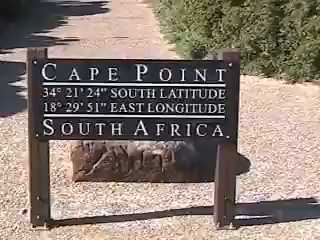 CAPE POINT
34° 21' 24" SOUTH LATITUDE
18° 29' 51" EAST LONGITUDE
SOUTH AFRICA